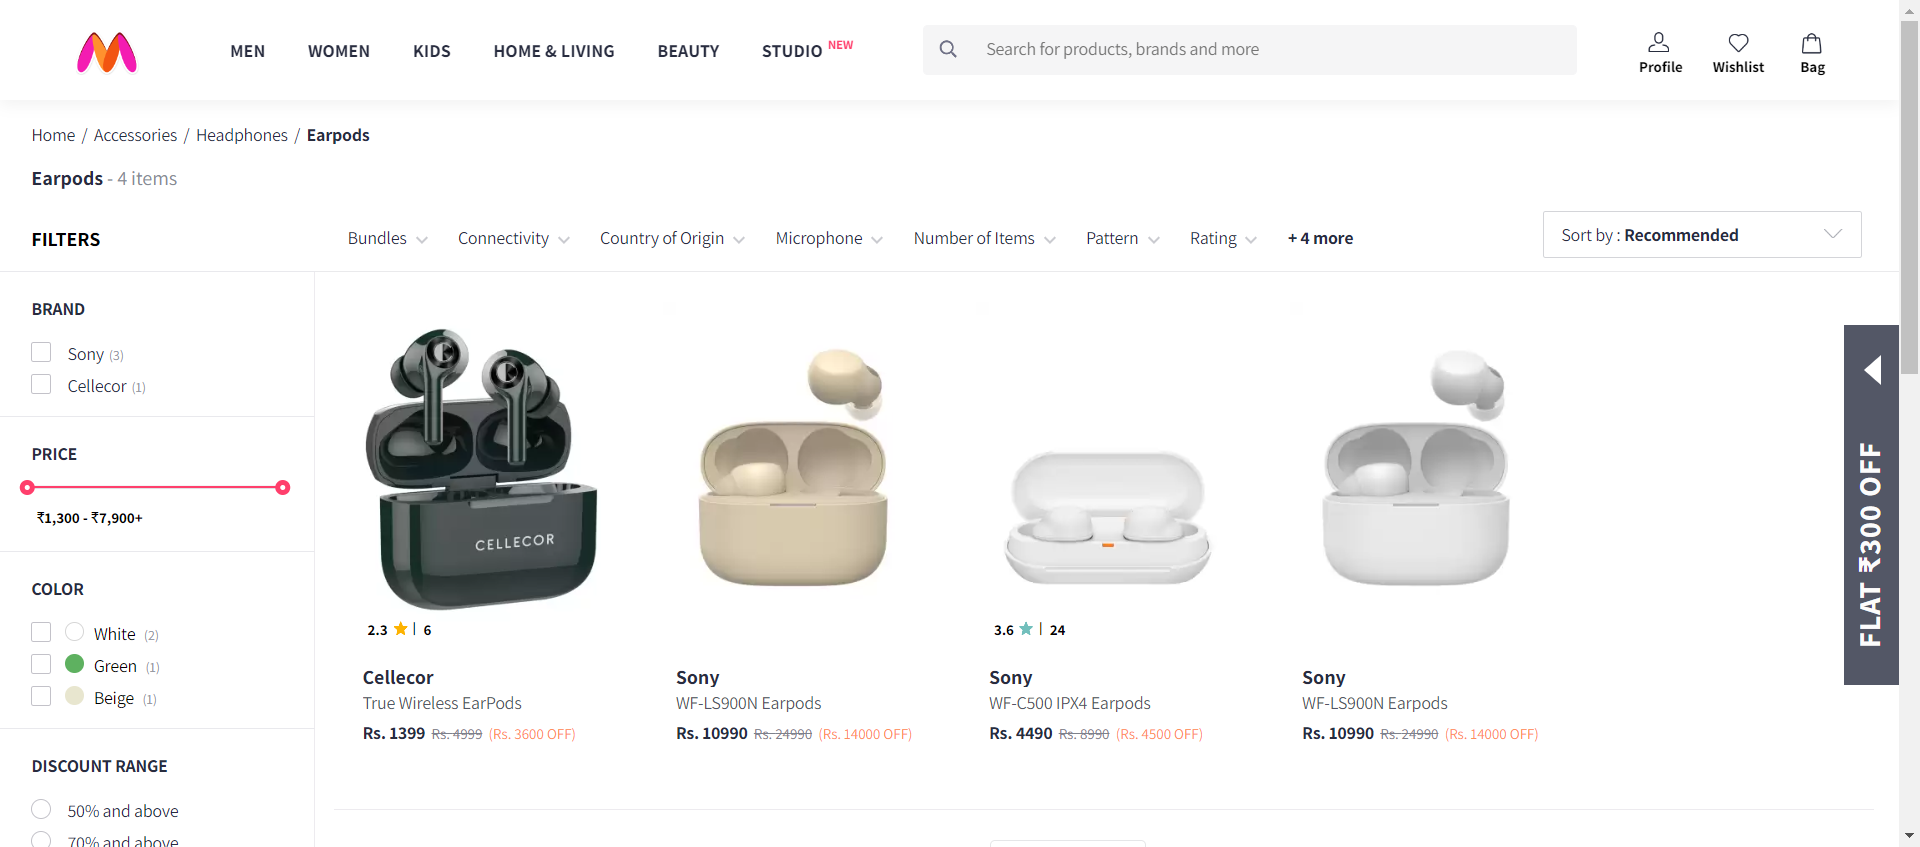 MEN WOMEN KIDS HOME & LIVING BEAUTY STUDIO NEW
Search for products, brands and more
Profile Wishlist Bag
Home / Accessories / Headphones / Earpods
Earpods - 4 items
FILTERS
Bundles Connectivity Country of Origin Microphone Number of Items Pattern Rating + 4 more
Sort by : Recommended
BRAND
Sony (3)
Cellecor (1)
PRICE
₹1,300 - ₹7,900+
COLOR
White (2)
Green (1)
Beige (1)
DISCOUNT RANGE
50% and above
70% and above
CELLECOR
2.3 | 6
Cellecor
True Wireless EarPods
Rs. 1399 Rs. 4999 (Rs. 3600 OFF)
Sony
WF-LS900N Earpods
Rs. 10990 Rs. 24990 (Rs. 14000 OFF)
3.6 | 24
Sony
WF-C500 IPX4 Earpods
Rs. 4490 Rs. 8990 (Rs. 4500 OFF)
Sony
WF-LS900N Earpods
Rs. 10990 Rs. 24990 (Rs. 14000 OFF)
FLAT ₹300 OFF